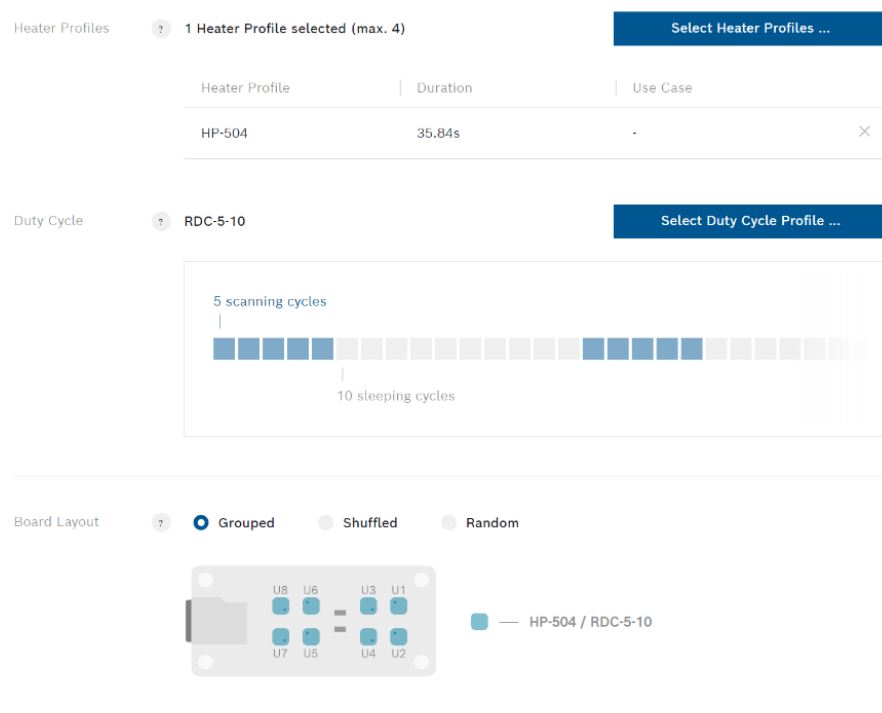 Heater Profiles ? 1 Heater Profile selected (max. 4) Select Heater Profiles ...
Heater Profile Duration Use Case
HP-504 35.84s -
Duty Cycle ? RDC-5-10 Select Duty Cycle Profile ...
5 scanning cycles
10 sleeping cycles
Board Layout ? Grouped Shuffled Random
U8 U6 U3 U1
HP-504 / RDC-5-10
U7 U5 U4 U2